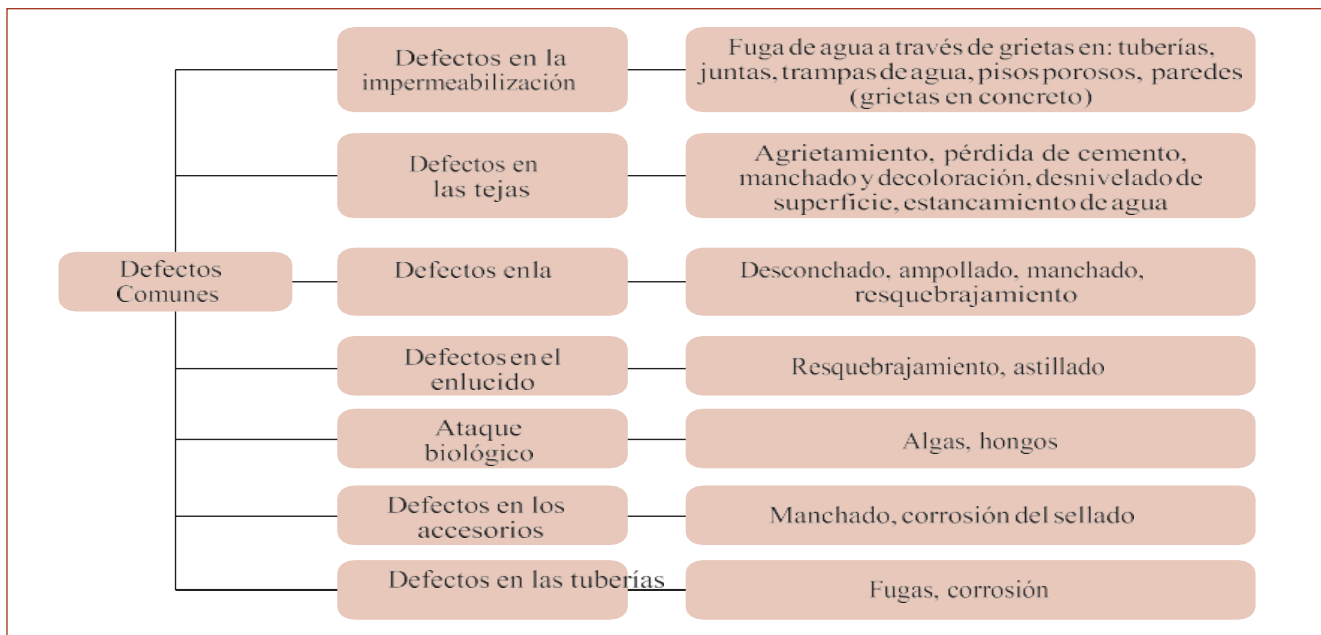 Defectos en la
impermeabilización
Fuga de agua a través de grietas en: tuberías,
juntas, trampas de agua, pisos porosos, paredes
(grietas en concreto)
Defectos en
las tejas
Agrietamiento, pérdida de cemento,
manchado y decoloración, desnivelado de
superficie, estancamiento de agua
Defectos
Comunes
Defectos enla
Desconchado, ampollado, manchado,
resquebrajamiento
Defectos en el
enlucido
Resquebrajamiento, astillado
Ataque
biológico
Algas, hongos
Defectos en los
accesorios
Manchado, corrosión del sellado
Defectos en las tuberías
Fugas, corrosión